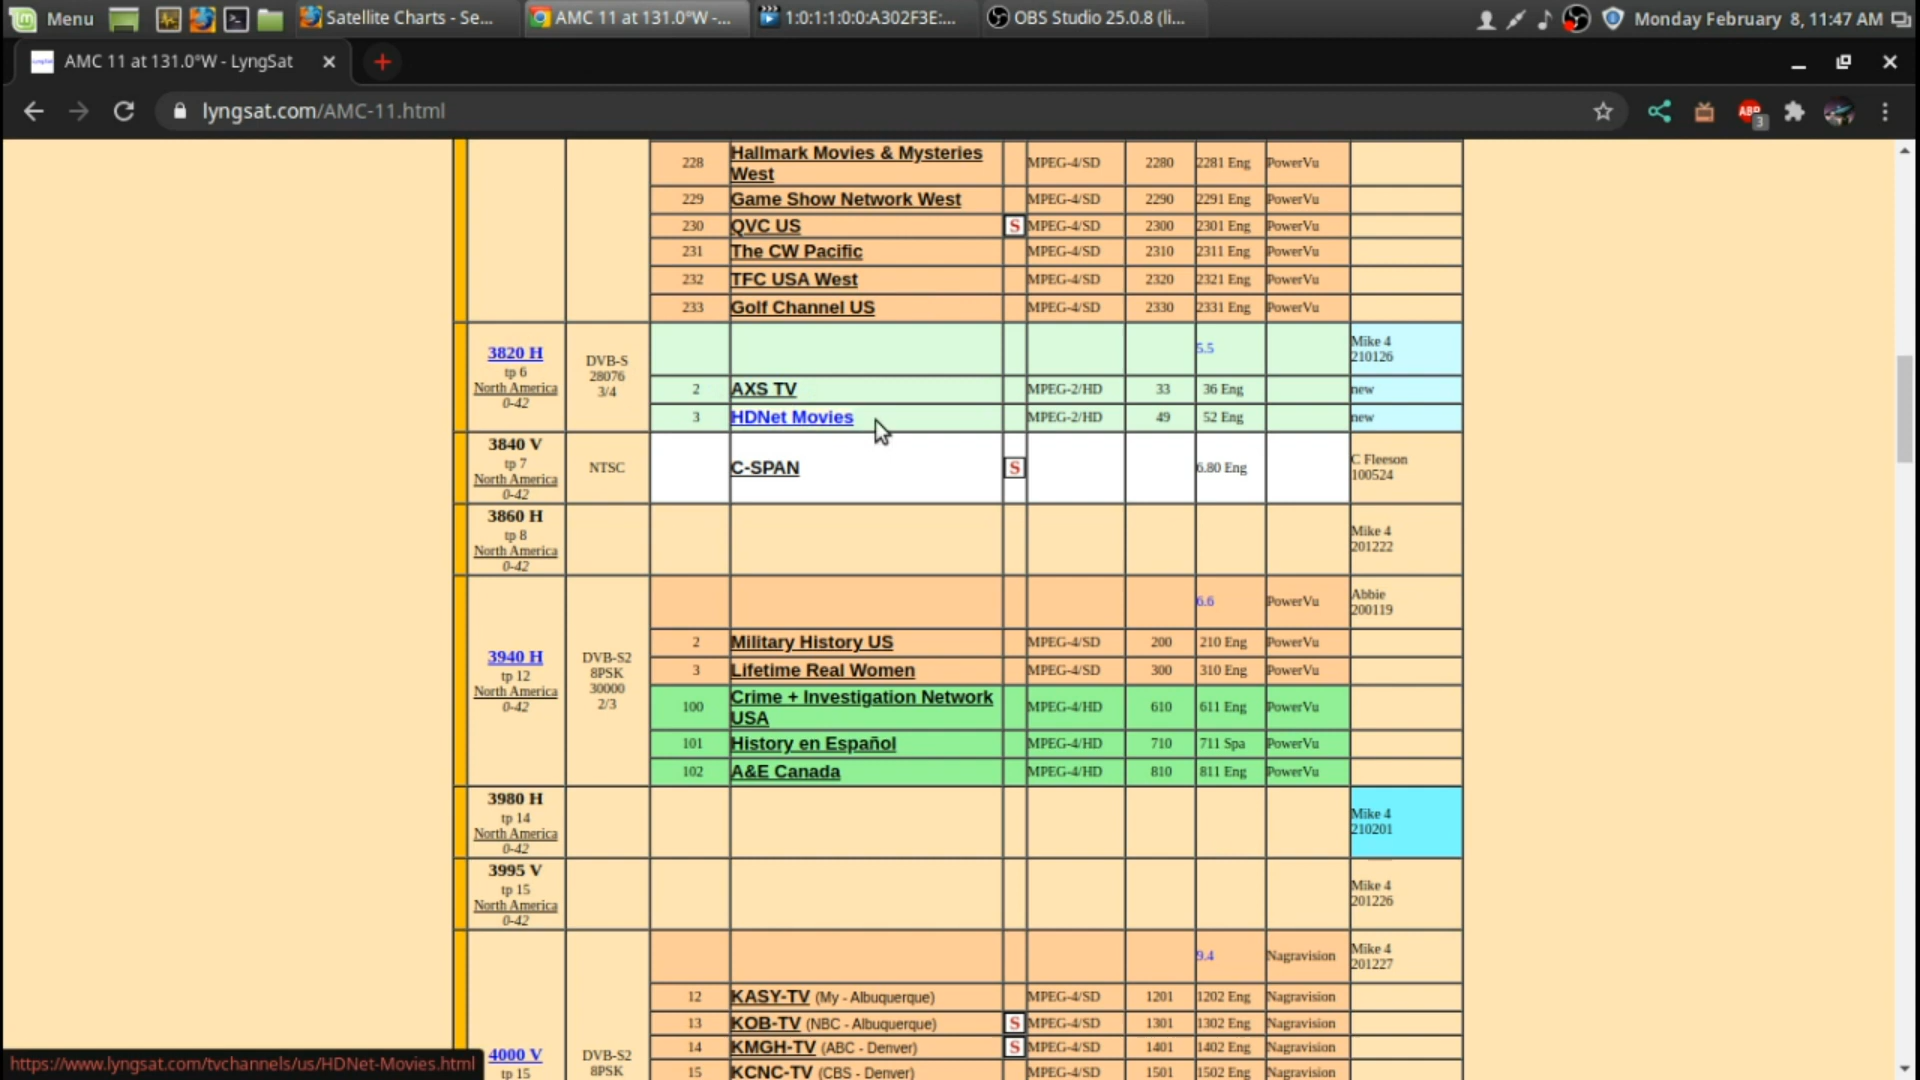 Menu
Satellite Charts - Se...
AMC 11 at 131.0°W -...
1:0:1:1:0:0:A302F3E:...
OBS Studio 25.0.8 (li...
Monday February 8, 11:47 AM
AMC 11 at 131.0°W - LyngSat
lyngsat.com/AMC-11.html
ABP
3
228 Hallmark Movies & Mysteries West MPEG-4/SD 2280 2281 Eng PowerVu
229 Game Show Network West MPEG-4/SD 2290 2291 Eng PowerVu
230 QVC US S MPEG-4/SD 2300 2301 Eng PowerVu
231 The CW Pacific MPEG-4/SD 2310 2311 Eng PowerVu
232 TFC USA West MPEG-4/SD 2320 2321 Eng PowerVu
233 Golf Channel US MPEG-4/SD 2330 2331 Eng PowerVu
3820 H
tp 6
North America
0-42
DVB-S
28076
3/4
5.5
Mike 4
210126
2 AXS TV MPEG-2/HD 33 36 Eng new
3 HDNet Movies MPEG-2/HD 49 52 Eng new
3840 V
tp 7
North America
0-42
NTSC
C-SPAN S 6.80 Eng
C Fleeson
100524
3860 H
tp 8
North America
0-42
Mike 4
201222
3940 H
tp 12
North America
0-42
DVB-S2
8PSK
30000
2/3
6.6 PowerVu
Abbie
200119
2 Military History US MPEG-4/SD 200 210 Eng PowerVu
3 Lifetime Real Women MPEG-4/SD 300 310 Eng PowerVu
100 Crime + Investigation Network USA MPEG-4/HD 610 611 Eng PowerVu
101 History en Español MPEG-4/HD 710 711 Spa PowerVu
102 A&E Canada MPEG-4/HD 810 811 Eng PowerVu
3980 H
tp 14
North America
0-42
Mike 4
210201
3995 V
tp 15
North America
0-42
Mike 4
201226
4000 V
tp 15
DVB-S2
8PSK
9.4 Nagravision
Mike 4
201227
12 KASY-TV (My - Albuquerque) MPEG-4/SD 1201 1202 Eng Nagravision
13 KOB-TV (NBC - Albuquerque) S MPEG-4/SD 1301 1302 Eng Nagravision
14 KMGH-TV (ABC - Denver) S MPEG-4/SD 1401 1402 Eng Nagravision
15 KCNC-TV (CBS - Denver) MPEG-4/SD 1501 1502 Eng Nagravision
https://www.lyngsat.com/tvchannels/us/HDNet-Movies.html